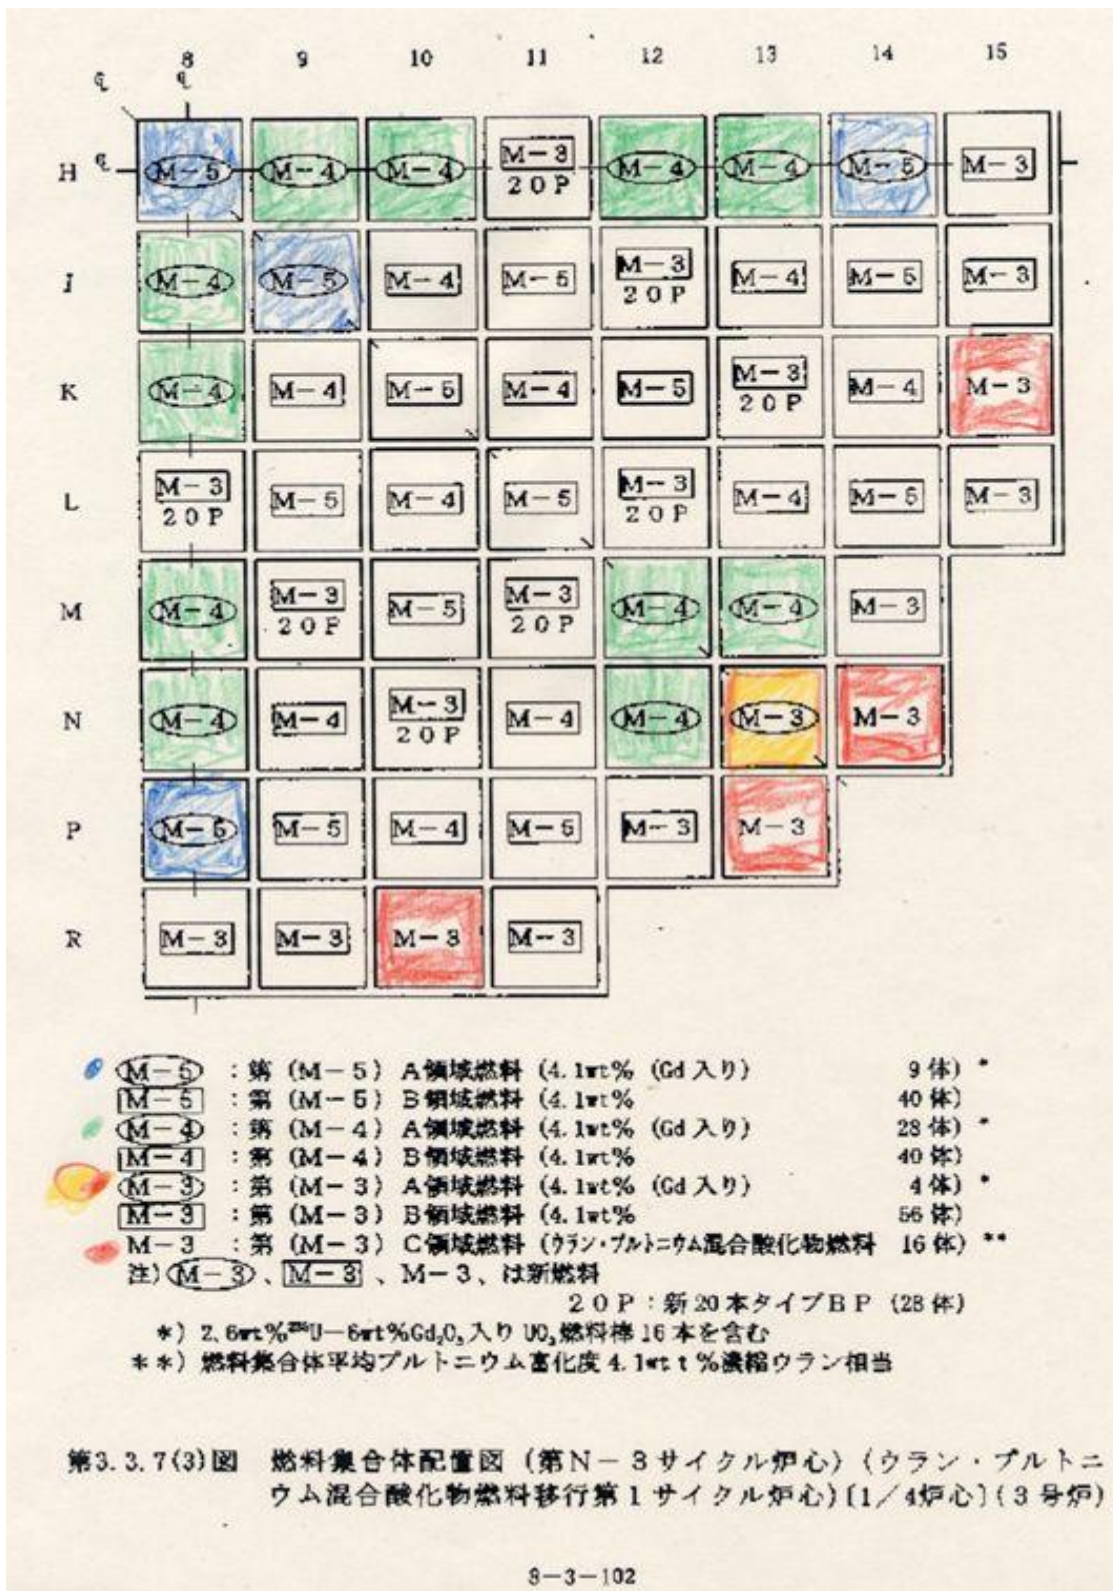 8 9 10 11 12 13 14 15
℄ ℄
H ℄ M-5 M-4 M-4 M-3 M-4 M-4 M-5 M-3
20P
I M-4 M-5 M-4 M-5 M-3 M-4 M-5 M-3
20P
K M-4 M-4 M-5 M-4 M-5 M-3 M-4 M-3
20P
L M-3 M-5 M-4 M-5 M-3 M-4 M-5 M-3
20P 20P
M M-4 M-3 M-5 M-3 M-4 M-4 M-3
20P 20P
N M-4 M-4 M-3 M-4 M-4 M-3 M-3
20P
P M-5 M-5 M-4 M-5 M-3 M-3
R M-3 M-3 M-3 M-3
M-5 : 第(M-5)A領域燃料(4.1wt%(Gd入り) 9体)*
M-5 : 第(M-5)B領域燃料(4.1wt% 40体)
M-4 : 第(M-4)A領域燃料(4.1wt%(Gd入り) 28体)*
M-4 : 第(M-4)B領域燃料(4.1wt% 40体)
M-3 : 第(M-3)A領域燃料(4.1wt%(Gd入り) 4体)*
M-3 : 第(M-3)B領域燃料(4.1wt% 56体)
M-3 : 第(M-3)C領域燃料(ウラン・プルトニウム混合酸化物燃料 16体)**
注)M-3、M-3、M-3、は新燃料
20P:新20本タイプBP(28体)
*)2.6wt%²³⁵U-6wt%Gd₂O₃入りUO₂燃料棒16本を含む
**)燃料集合体平均プルトニウム富化度4.1wtt%濃縮ウラン相当
第3.3.7(3)図 燃料集合体配置図(第N-3サイクル炉心)(ウラン・プルトニ
ウム混合酸化物燃料移行第1サイクル炉心)[1/4炉心](3号炉)
8-3-102